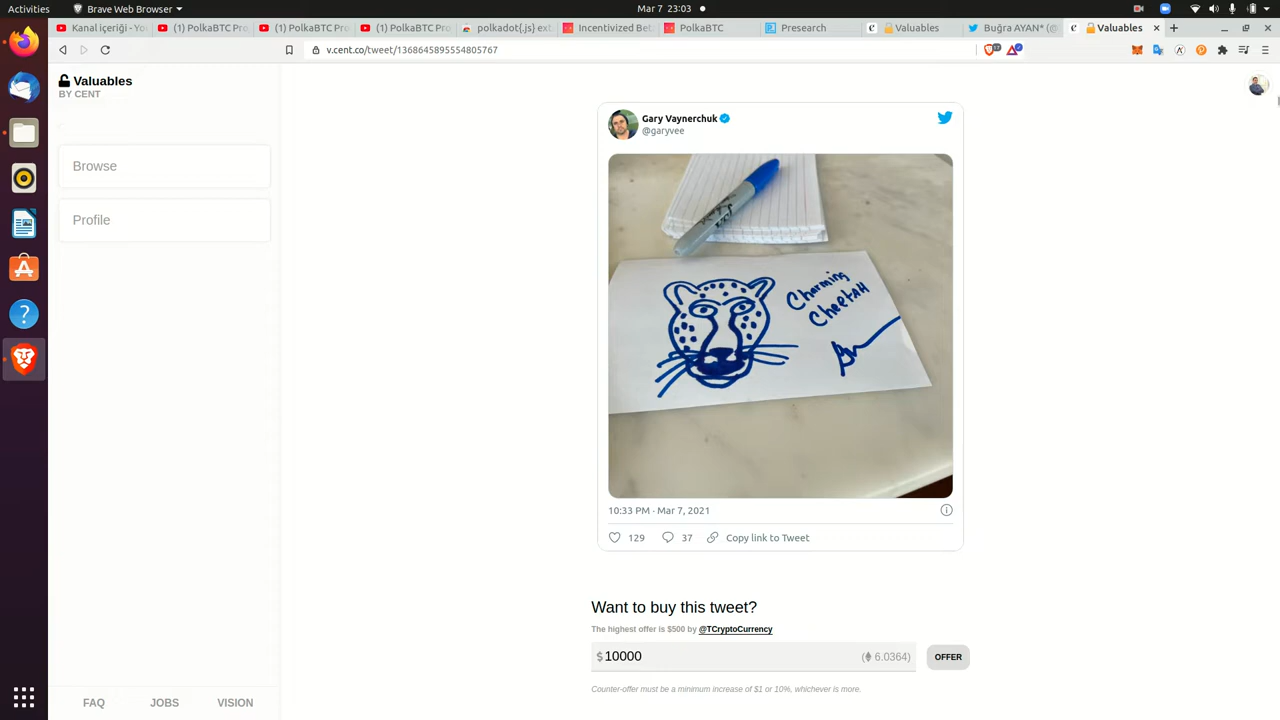 Activities
Brave Web Browser
Mar 7 23:03
Kanal içeriği - Yo
(1) PolkaBTC Pro
(1) PolkaBTC Pro
(1) PolkaBTC Pro
polkadot{.js} ext
Incentivized Bet
PolkaBTC
Presearch
Valuables
Buğra AYAN* (@
Valuables
v.cent.co/tweet/1368645895554805767
Valuables
BY CENT
Browse
Profile
Gary Vaynerchuk
@garyvee
Charming
Cheetah
10:33 PM · Mar 7, 2021
129 37 Copy link to Tweet
Want to buy this tweet?
The highest offer is $500 by @TCryptoCurrency
$10000 (6.0364) OFFER
Counter-offer must be a minimum increase of $1 or 10%, whichever is more.
FAQ JOBS VISION